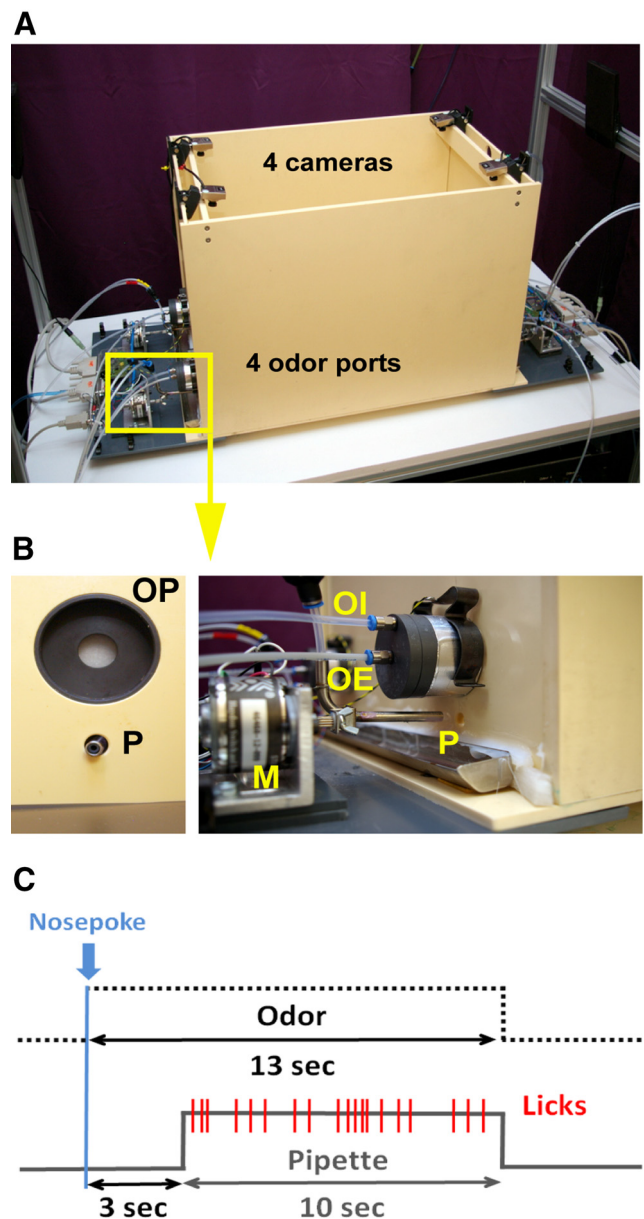 A
4 cameras
4 odor ports
B
OP
P
OI
OE
P
M
C
Nosepoke
Odor
13 sec
Licks
Pipette
3 sec
10 sec